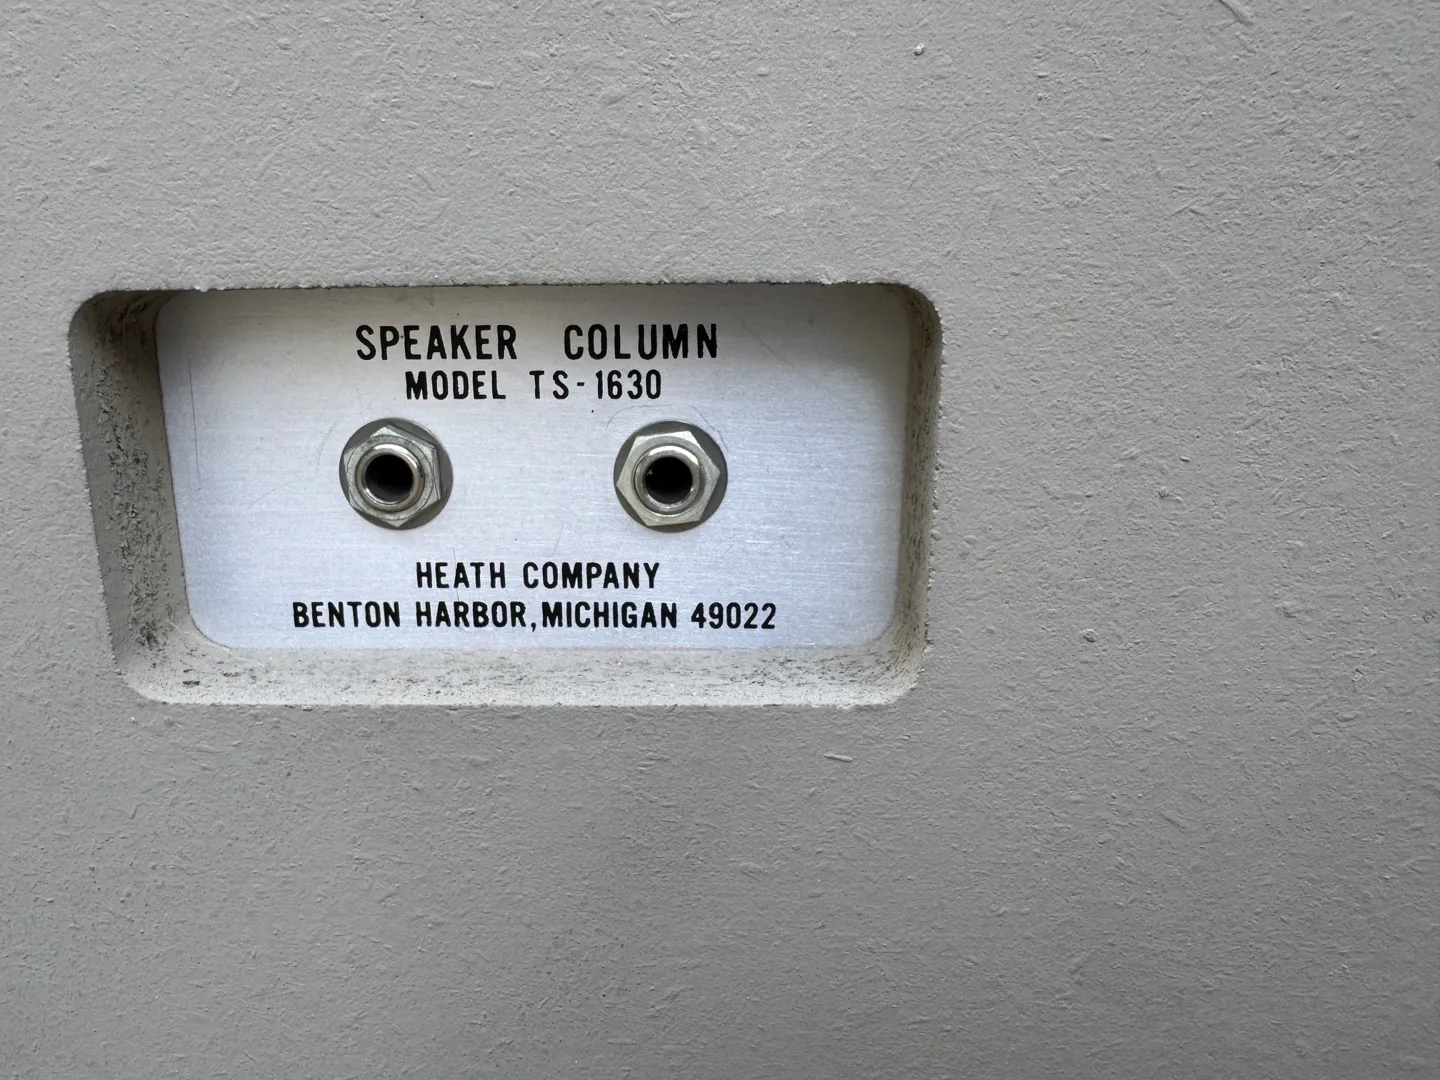 SPEAKER COLUMN
MODEL TS-1630
HEATH COMPANY
BENTON HARBOR, MICHIGAN 49022